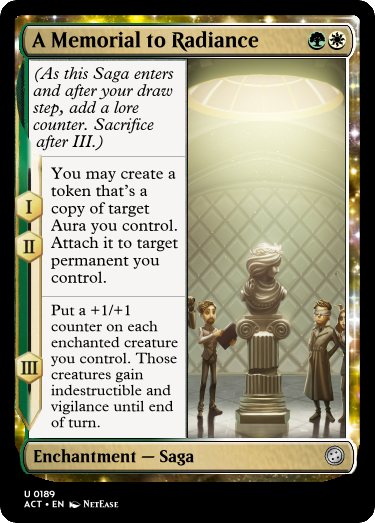 A Memorial to Radiance
(As this Saga enters
and after your draw
step, add a lore
counter. Sacrifice
after III.)
I
II
You may create a
token that's a
copy of target
Aura you control.
Attach it to target
permanent you
control.
III
Put a +1/+1
counter on each
enchanted creature
you control. Those
creatures gain
indestructible and
vigilance until end
of turn.
Enchantment — Saga
U 0189
ACT • EN NetEase